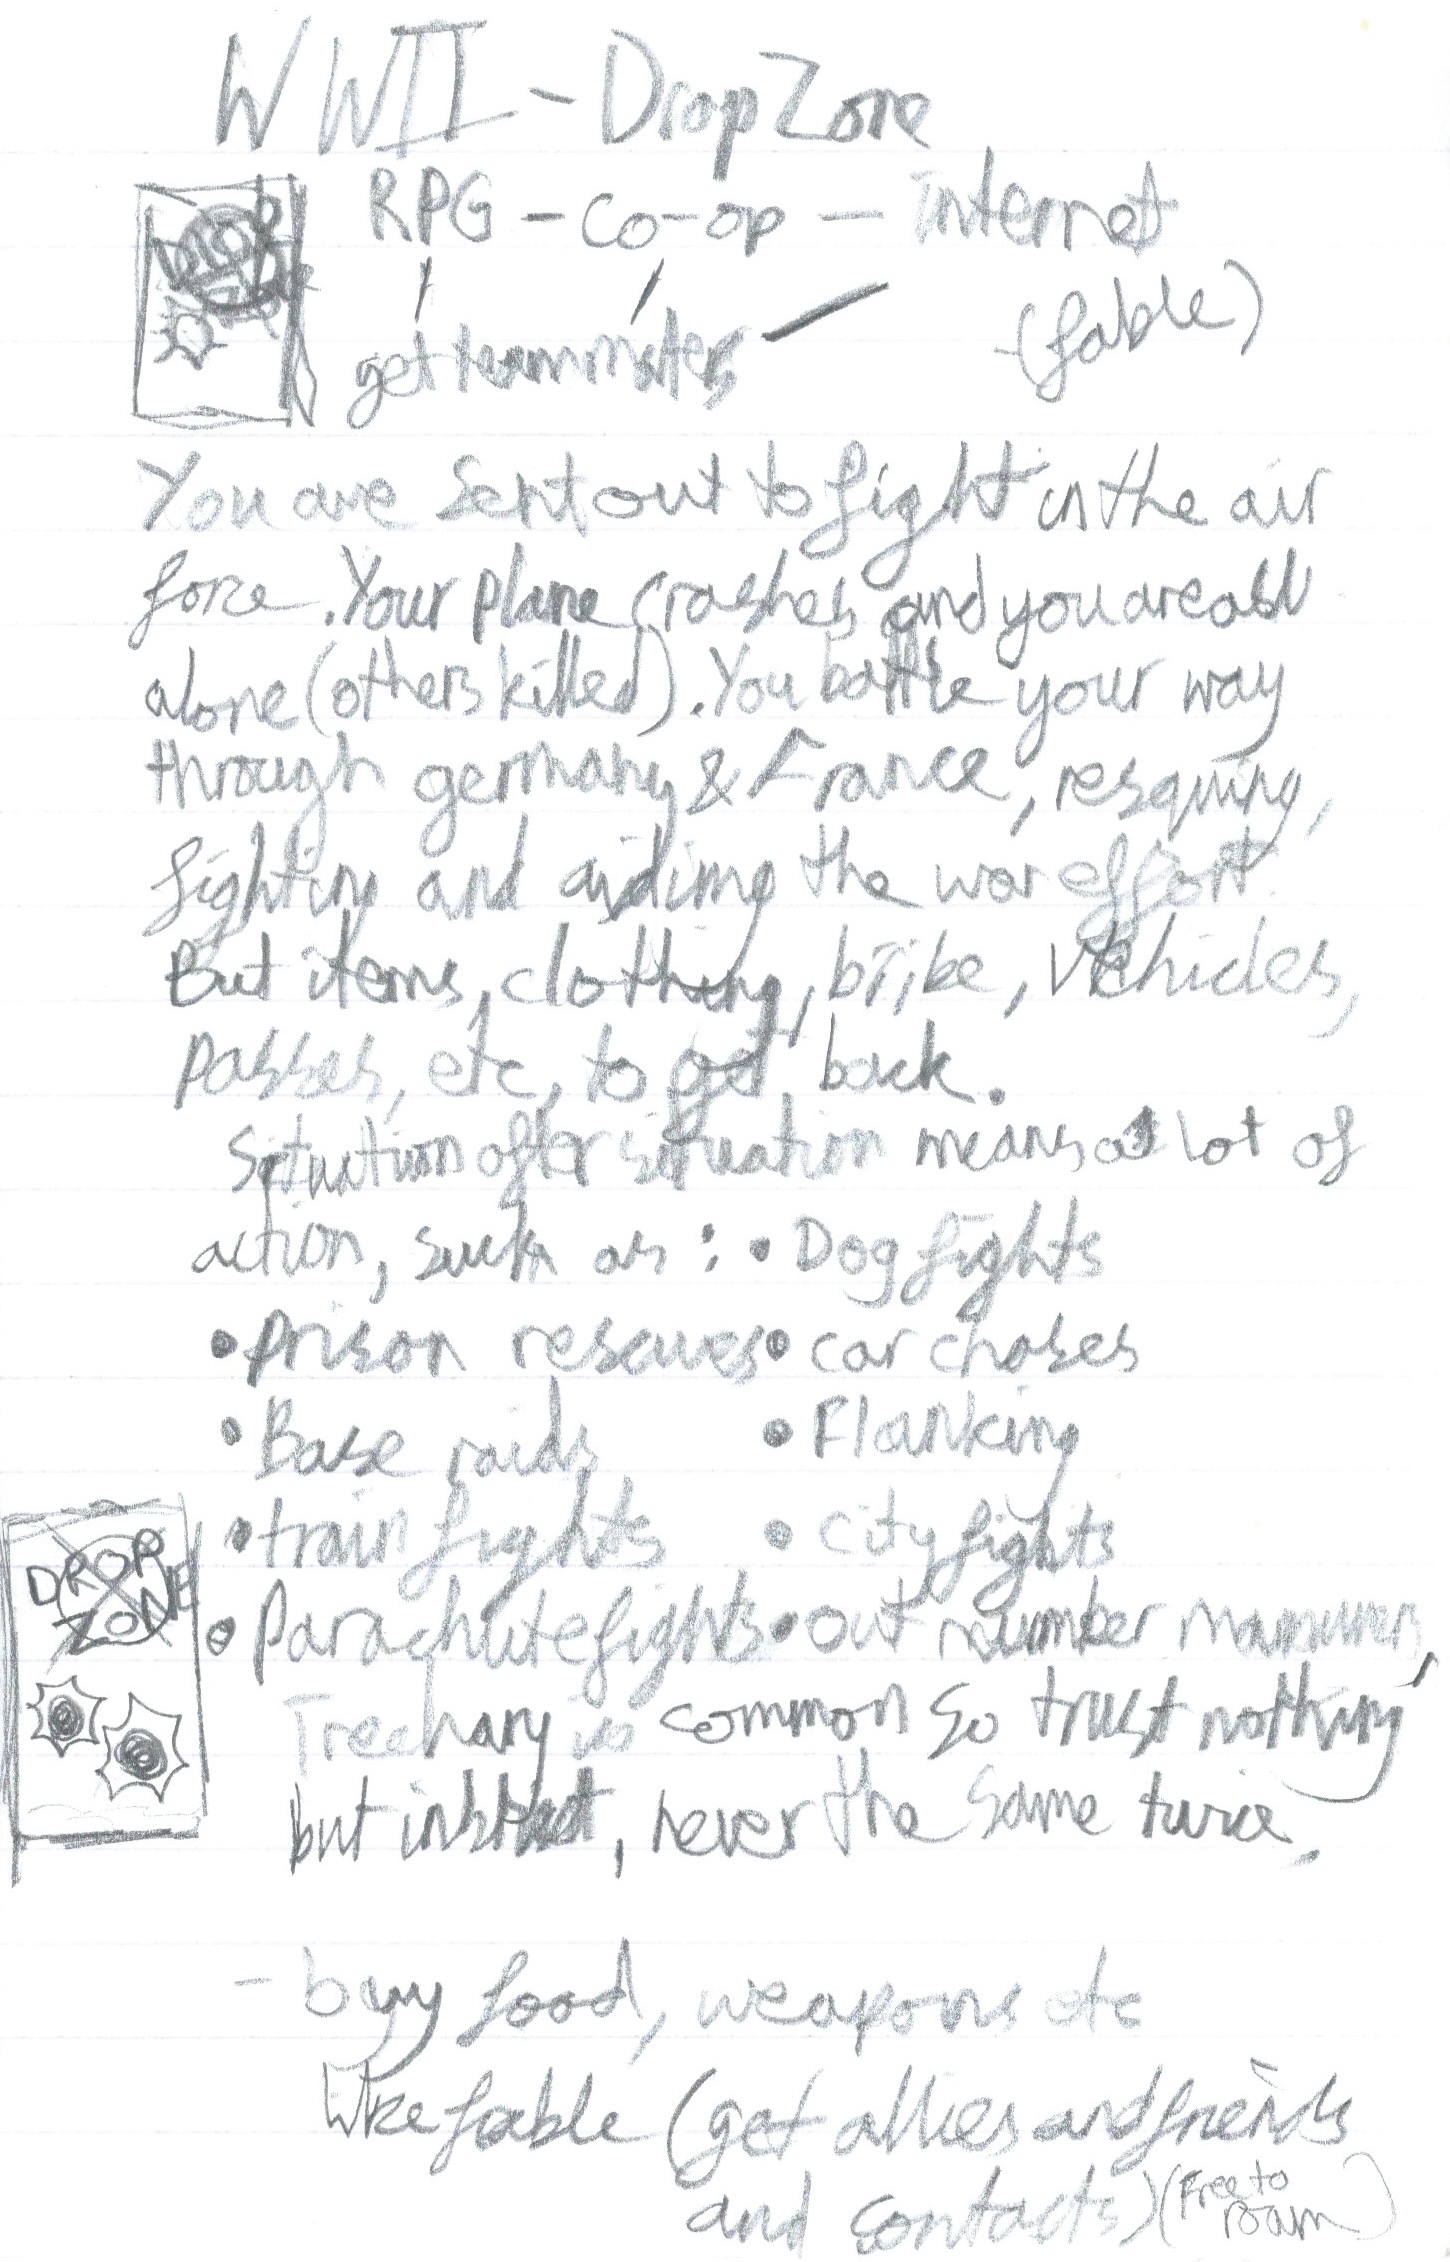 WWII - Drop Zone
RPG - Co-op - Internet
(fable)
get teammates
You are sent out to fight in the air
force. Your plane crashes and you are all
alone (others killed). You battle your way
through germany & France, resquing,
fighting and aidimg the war effort.
But items, clothing, bribe, vehicles,
passes, etc, to get back.
Situation after situation means a lot of
action, such as : • Dog fights
• prison rescues • car chases
• Base raids • Flanking
• train fights • city fights
DROP
ZONE
• Parachute fights • out number
Treechary is common so trust nothing
but instinct, never the same twice.
- buy food, weapons etc
like fable (get allies and friends
and contacts) (Free to
roam)